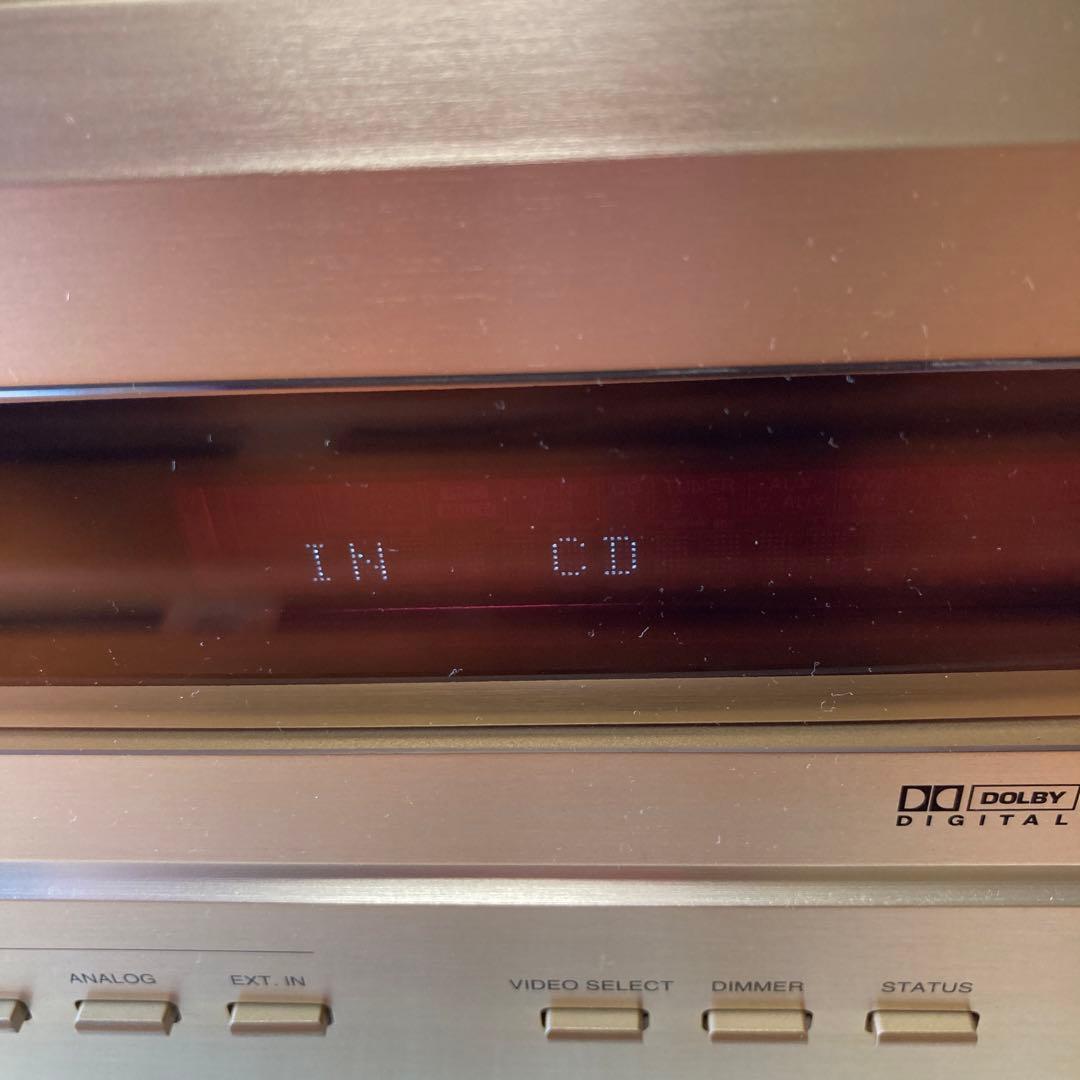 IN CD
DOLBY
DIGITAL
ANALOG EXT. IN VIDEO SELECT DIMMER STATUS